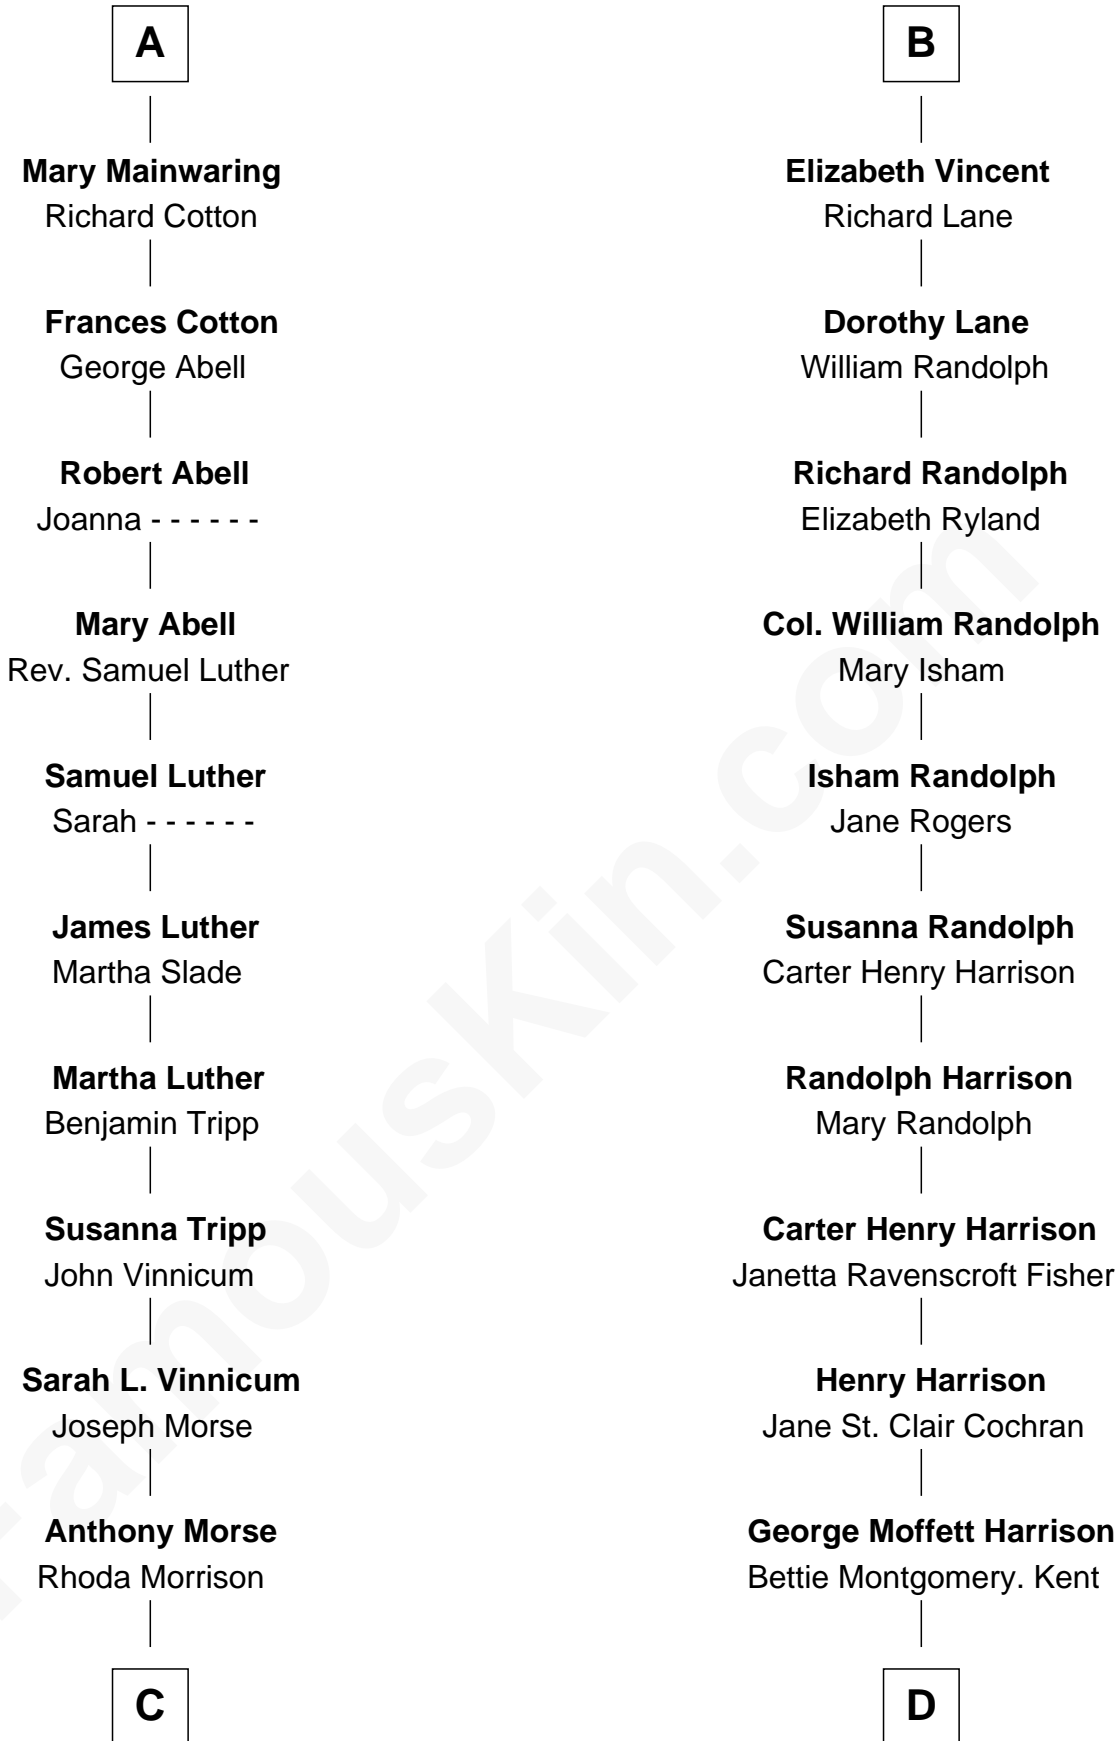 A
Mary Mainwaring
Richard Cotton
Frances Cotton
George Abell
Robert Abell
Joanna - - - - - -
Mary Abell
Rev. Samuel Luther
Samuel Luther
Sarah - - - - - -
James Luther
Martha Slade
Martha Luther
Benjamin Tripp
Susanna Tripp
John Vinnicum
Sarah L. Vinnicum
Joseph Morse
Anthony Morse
Rhoda Morrison
C
B
Elizabeth Vincent
Richard Lane
Dorothy Lane
William Randolph
Richard Randolph
Elizabeth Ryland
Col. William Randolph
Mary Isham
Isham Randolph
Jane Rogers
Susanna Randolph
Carter Henry Harrison
Randolph Harrison
Mary Randolph
Carter Henry Harrison
Janetta Ravenscroft Fisher
Henry Harrison
Jane St. Clair Cochran
George Moffett Harrison
Bettie Montgomery. Kent
D
FamousKin.com